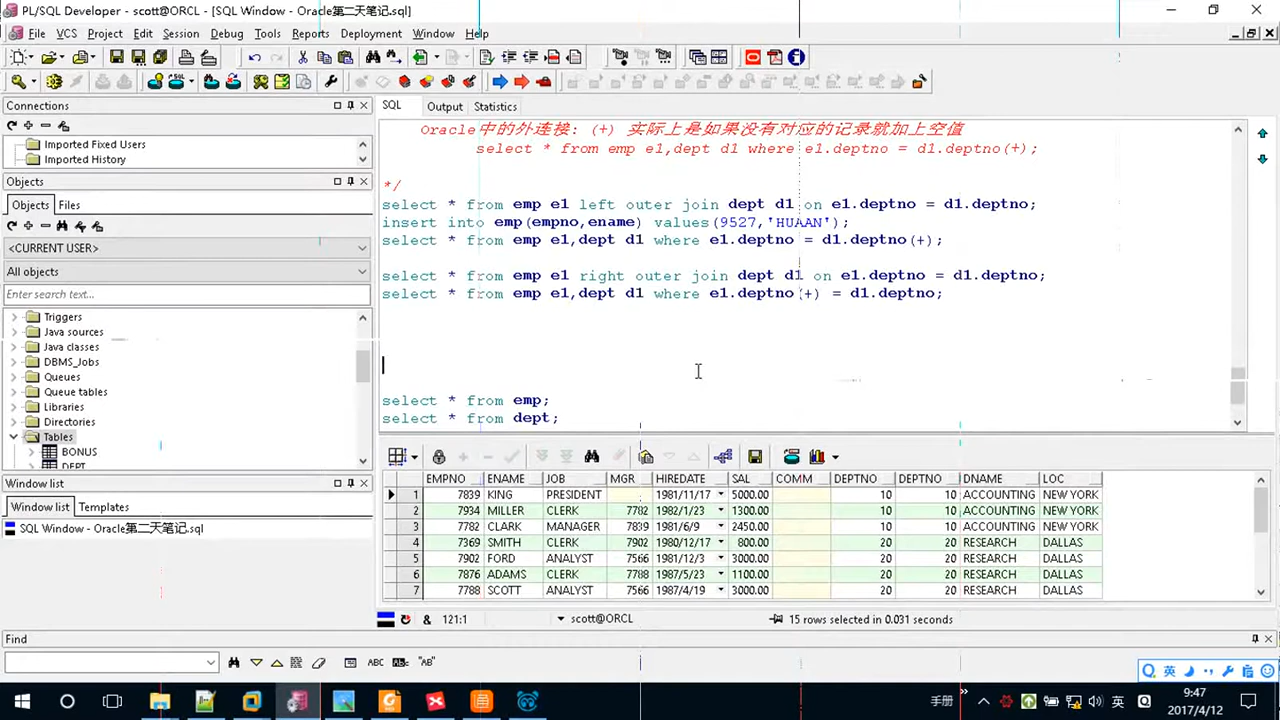 PL/SQL Developer - scott@ORCL - [SQL Window - Oracle第二天笔记.sql]
File VCS Project Edit Session Debug Tools Reports Deployment Window Help
Connections
Imported Fixed Users
Imported History
Objects
Objects Files
<CURRENT USER>
All objects
Enter search text...
Triggers
Java sources
Java classes
DBMS_Jobs
Queues
Queue tables
Libraries
Directories
Tables
BONUS
DEPT
Window list
Window list Templates
SQL Window - Oracle第二天笔记.sql
SQL Output Statistics
Oracle中的外连接: (+) 实际上是如果没有对应的记录就加上空值
select * from emp e1,dept d1 where e1.deptno = d1.deptno(+);
*/
select * from emp e1 left outer join dept d1 on e1.deptno = d1.deptno;
insert into emp(empno,ename) values(9527,'HUAAN');
select * from emp e1,dept d1 where e1.deptno = d1.deptno(+);
select * from emp e1 right outer join dept d1 on e1.deptno = d1.deptno;
select * from emp e1,dept d1 where e1.deptno(+) = d1.deptno;
select * from emp;
select * from dept;
EMPNO ENAME JOB MGR HIREDATE SAL COMM DEPTNO DEPTNO DNAME LOC
1 7839 KING PRESIDENT 1981/11/17 5000.00 10 10 ACCOUNTING NEW YORK
2 7934 MILLER CLERK 7782 1982/1/23 1300.00 10 10 ACCOUNTING NEW YORK
3 7782 CLARK MANAGER 7839 1981/6/9 2450.00 10 10 ACCOUNTING NEW YORK
4 7369 SMITH CLERK 7902 1980/12/17 800.00 20 20 RESEARCH DALLAS
5 7902 FORD ANALYST 7566 1981/12/3 3000.00 20 20 RESEARCH DALLAS
6 7876 ADAMS CLERK 7788 1987/5/23 1100.00 20 20 RESEARCH DALLAS
7 7788 SCOTT ANALYST 7566 1987/4/19 3000.00 20 20 RESEARCH DALLAS
& 121:1 scott@ORCL 15 rows selected in 0.031 seconds
Find
ABC "AB"
英
手册 英 9:47
2017/4/12